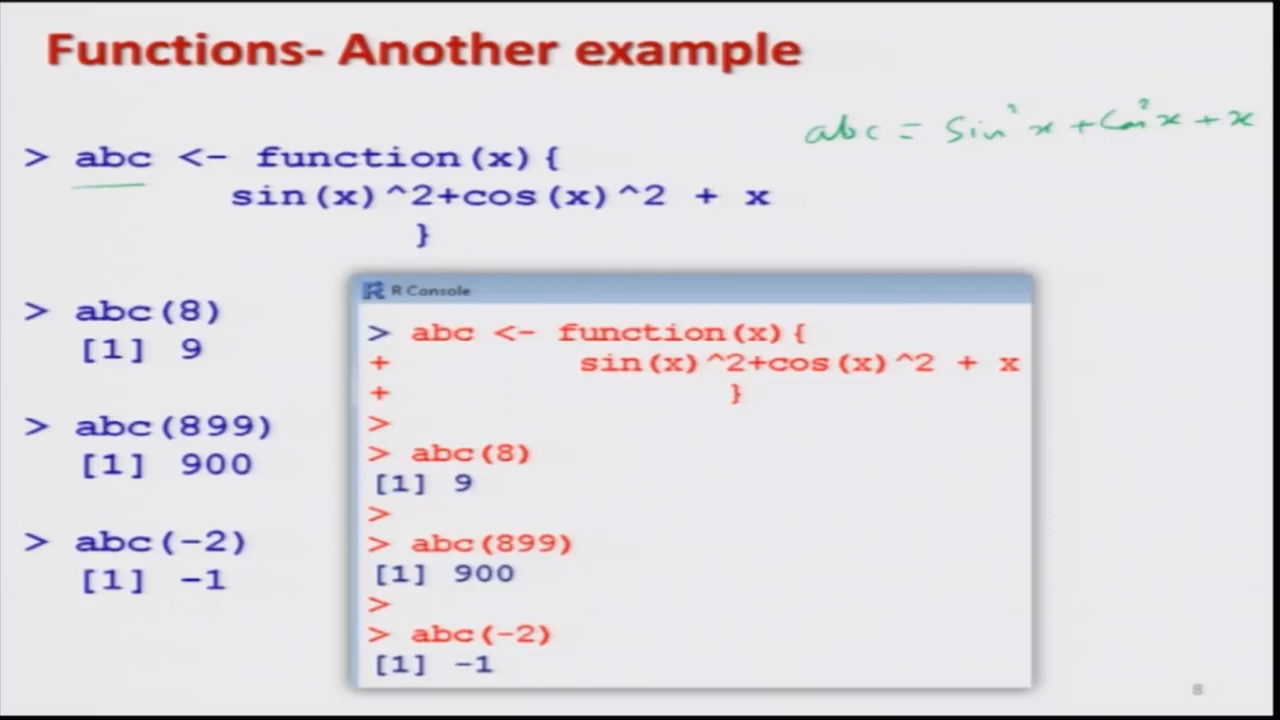 Functions- Another example
abc = Sin²x + Cos²x + x
> abc <- function(x){
sin(x)^2+cos(x)^2 + x
}
> abc(8)
[1] 9
> abc(899)
[1] 900
> abc(-2)
[1] -1
R Console
> abc <- function(x){
+ sin(x)^2+cos(x)^2 + x
+ }
>
> abc(8)
[1] 9
>
> abc(899)
[1] 900
>
> abc(-2)
[1] -1
8